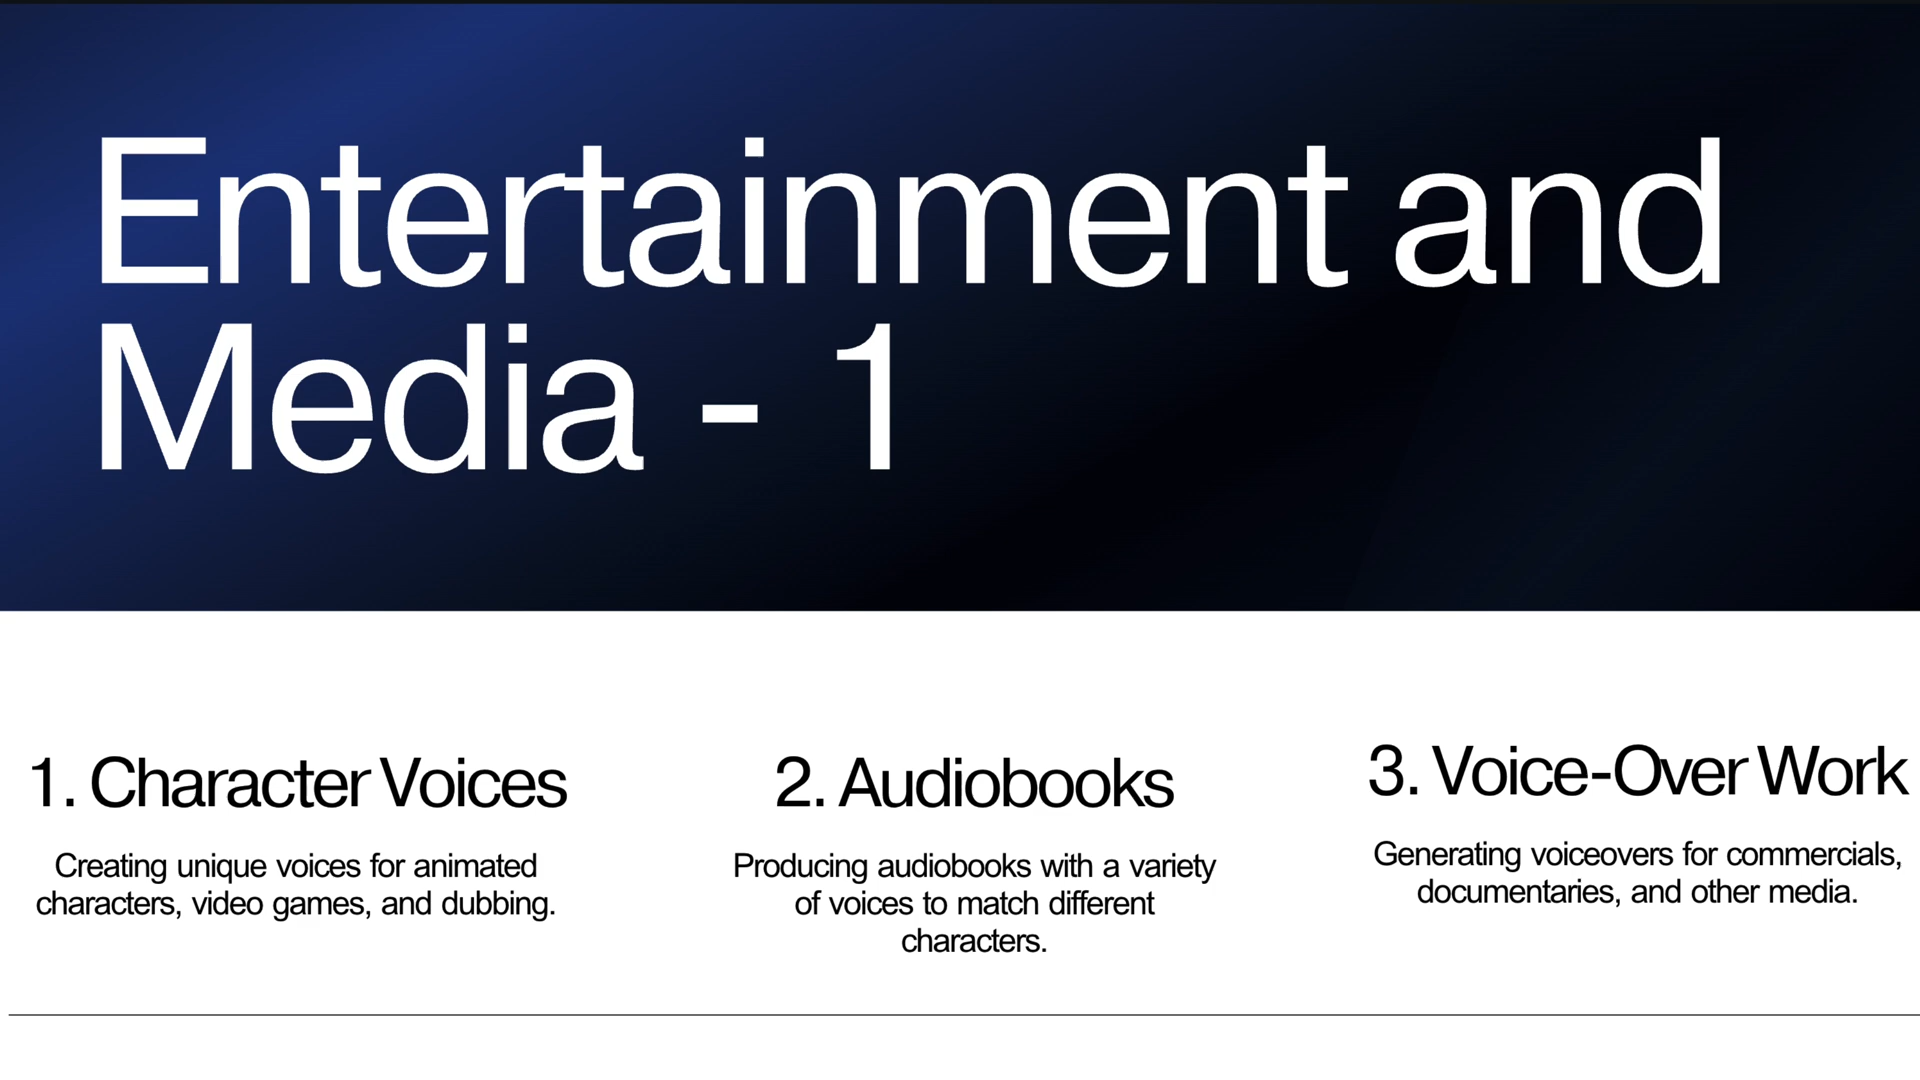 Entertainment and
Media - 1
1. Character Voices
Creating unique voices for animated
characters, video games, and dubbing.
2. Audiobooks
Producing audiobooks with a variety
of voices to match different
characters.
3. Voice-Over Work
Generating voiceovers for commercials,
documentaries, and other media.